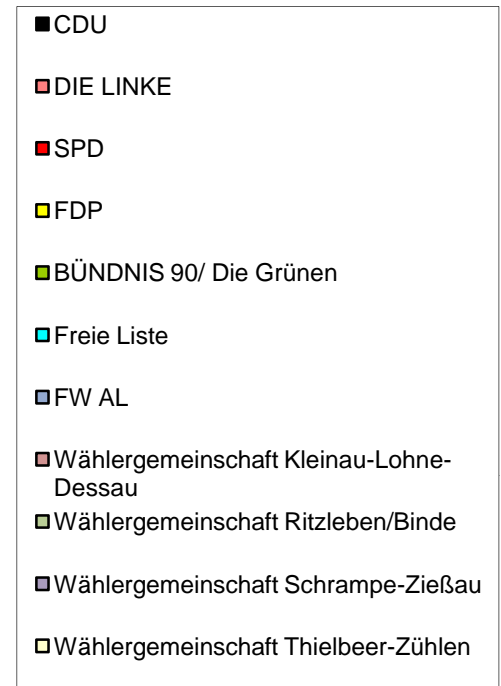 CDU
DIE LINKE
SPD
FDP
BÜNDNIS 90/ Die Grünen
Freie Liste
FW AL
Wählergemeinschaft Kleinau-Lohne-
Dessau
Wählergemeinschaft Ritzleben/Binde
Wählergemeinschaft Schrampe-Zießau
Wählergemeinschaft Thielbeer-Zühlen